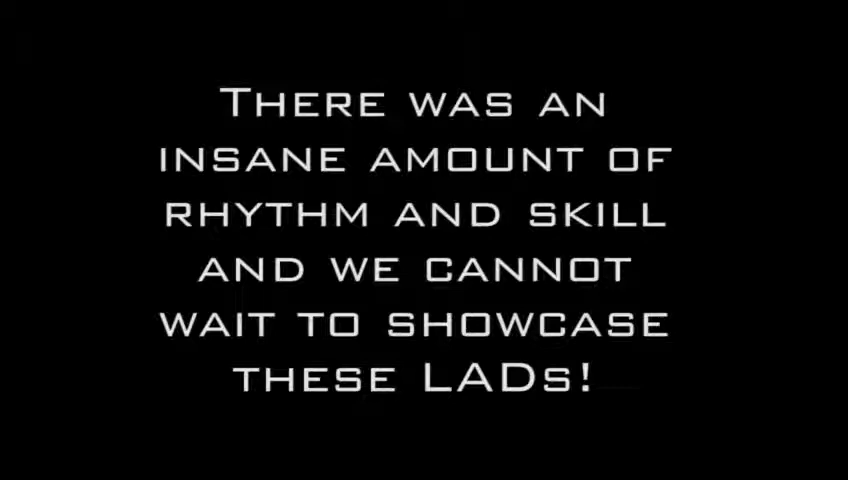 There was an
insane amount of
rhythm and skill
and we cannot
wait to showcase
these LADs!